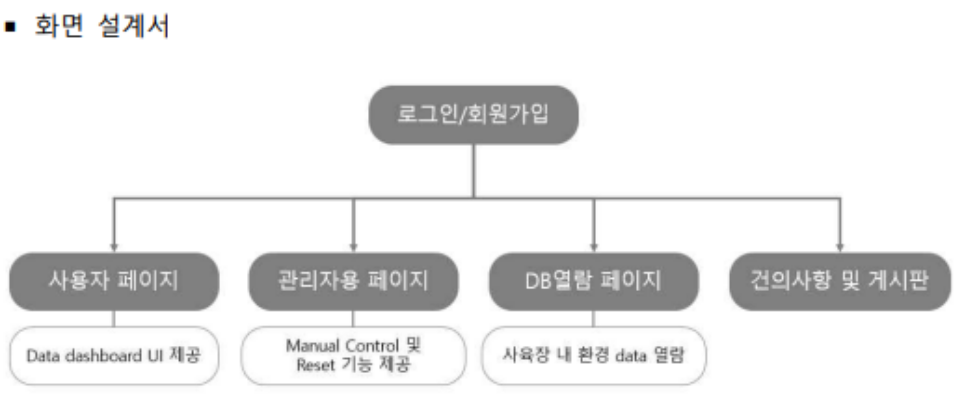 ▪ 화면 설계서
로그인/회원가입
사용자 페이지
관리자용 페이지
DB열람 페이지
건의사항 및 게시판
Data dashboard UI 제공
Manual Control 및
Reset 기능 제공
사육장 내 환경 data 열람